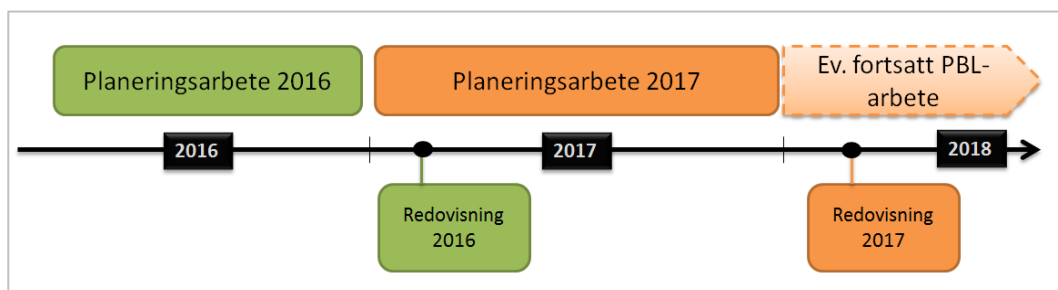 Planeringsarbete 2016
Planeringsarbete 2017
Ev. fortsatt PBL-
arbete
2016
2017
2018
Redovisning
2016
Redovisning
2017